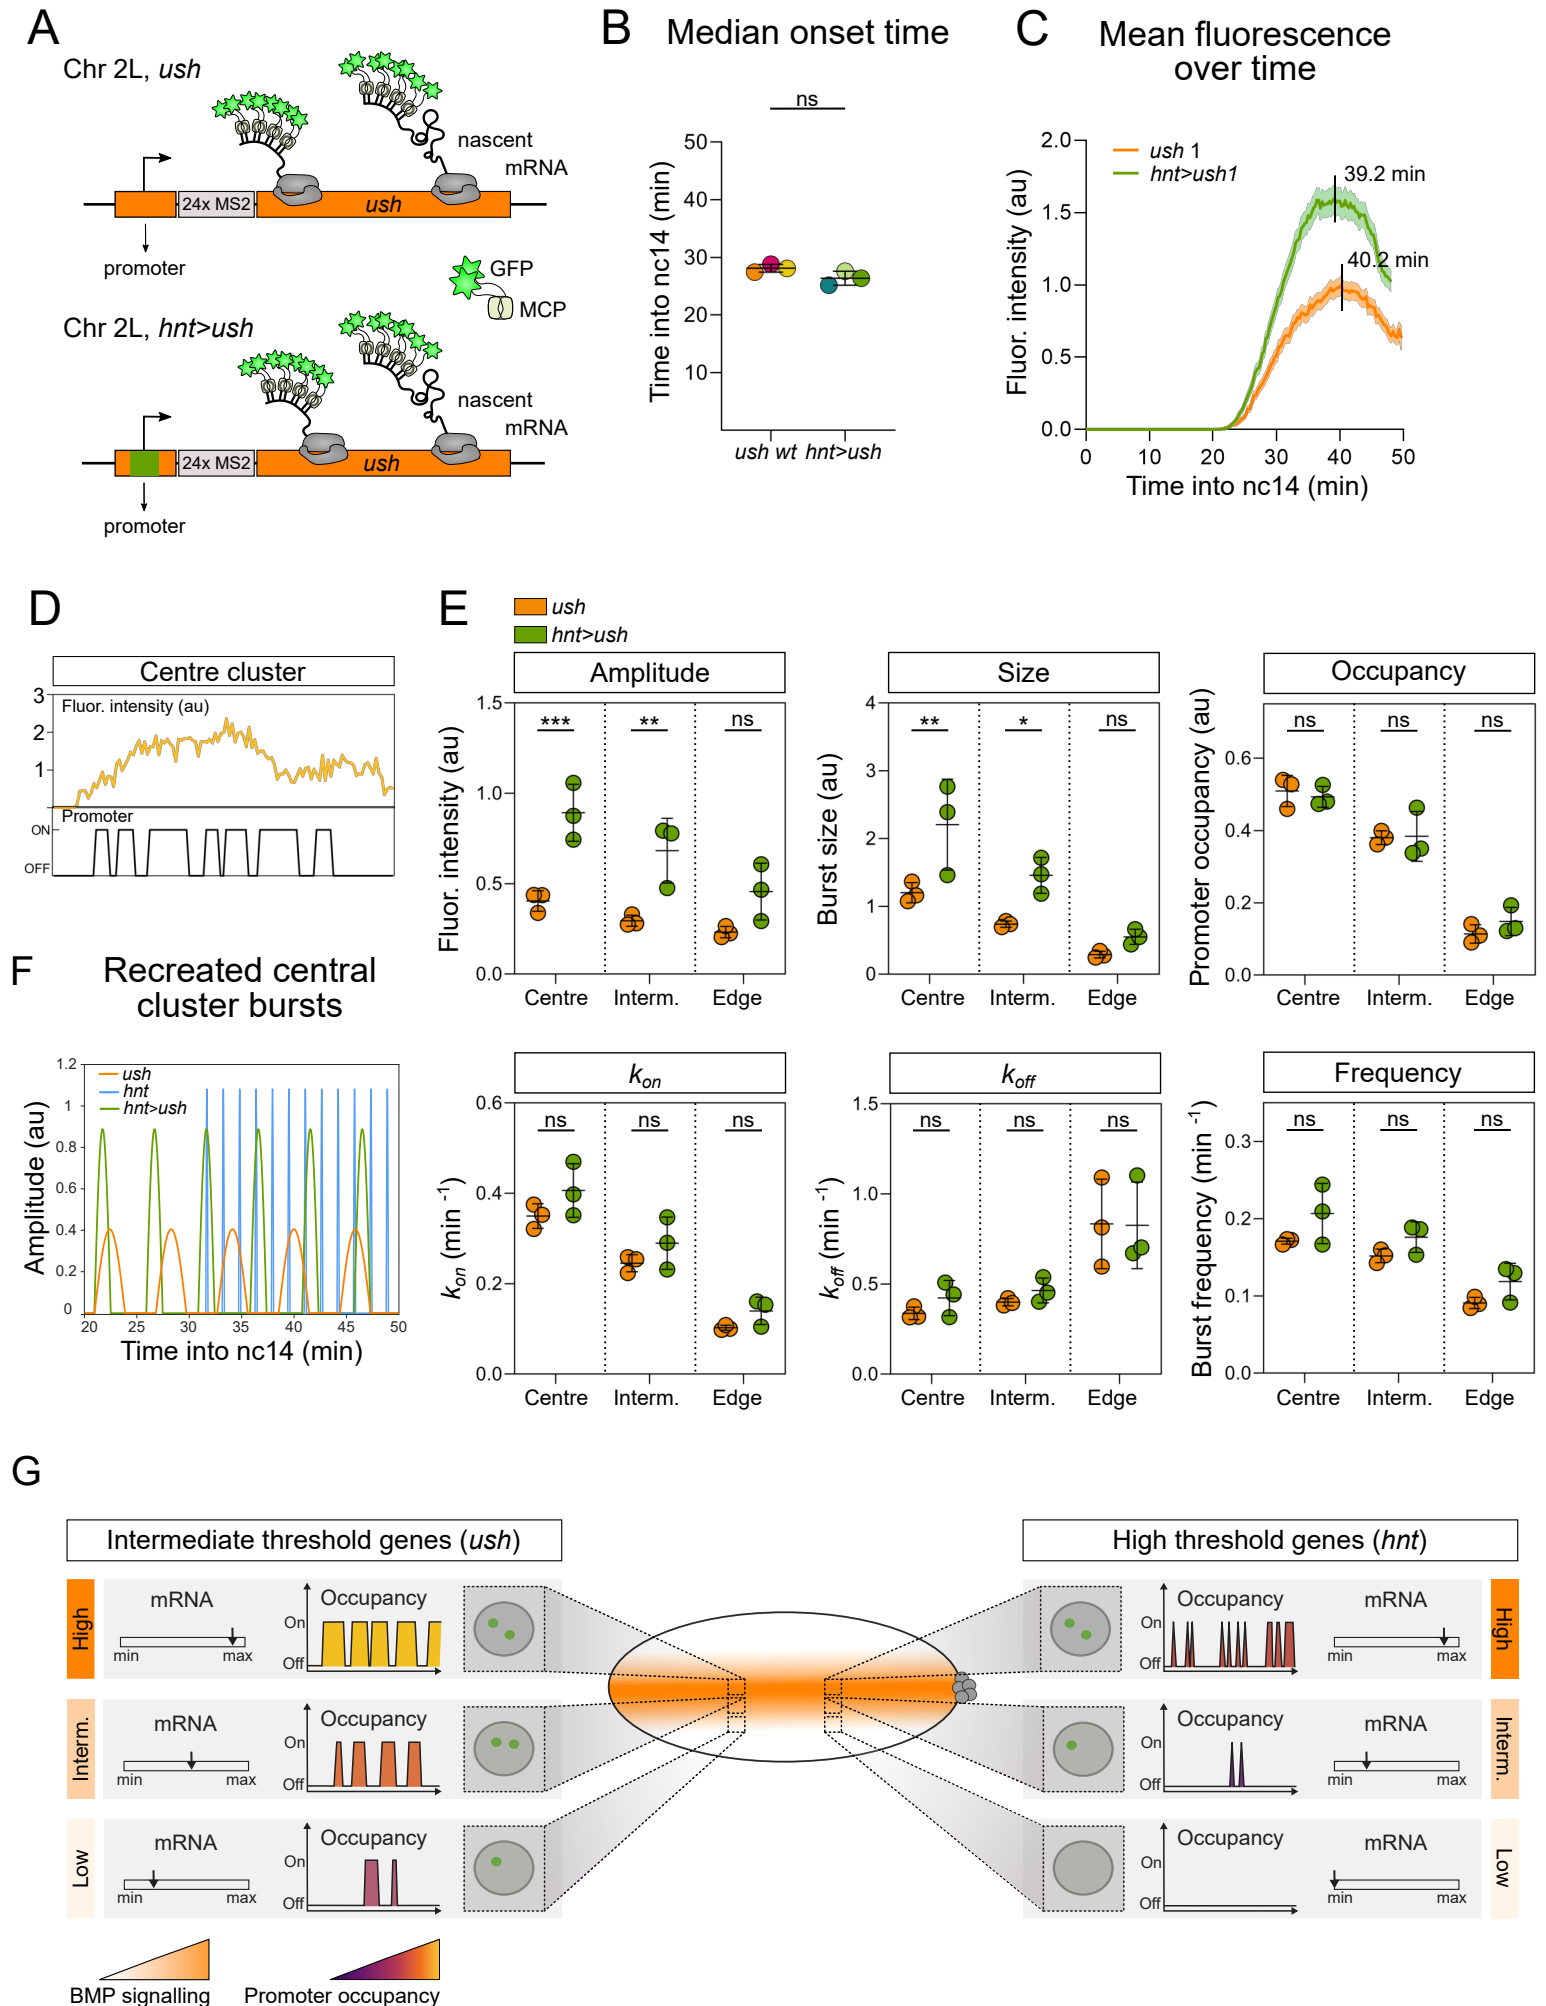 A
Chr 2L, ush
nascent
mRNA
24x MS2
ush
promoter
GFP
MCP
Chr 2L, hnt>ush
nascent
mRNA
24x MS2
ush
promoter
B
Median onset time
ns
Time into nc14 (min)
50
40
30
20
10
ush wt hnt>ush
C
Mean fluorescence
over time
Fluor. intensity (au)
2.0
1.5
1.0
0.5
0.0
ush 1
hnt>ush1
39.2 min
40.2 min
0 10 20 30 40 50
Time into nc14 (min)
D
Centre cluster
Fluor. intensity (au)
3
2
1
Promoter
ON
OFF
E
ush
hnt>ush
Amplitude
Fluor. intensity (au)
1.5
1.0
0.5
0.0
*** ** ns
Centre Interm. Edge
Size
Burst size (au)
4
3
2
1
0
** * ns
Centre Interm. Edge
Occupancy
Promoter occupancy (au)
0.6
0.4
0.2
0.0
ns ns ns
Centre Interm. Edge
kon
kon (min -1)
0.6
0.4
0.2
0.0
ns ns ns
Centre Interm. Edge
koff
koff (min -1)
1.5
1.0
0.5
0.0
ns ns ns
Centre Interm. Edge
Frequency
Burst frequency (min -1)
0.3
0.2
0.1
0.0
ns ns ns
Centre Interm. Edge
F
Recreated central
cluster bursts
Amplitude (au)
1.2
1
0.8
0.6
0.4
0.2
0
ush
hnt
hnt>ush
20 25 30 35 40 45 50
Time into nc14 (min)
G
Intermediate threshold genes (ush)
High
mRNA
min max
Occupancy
On
Off
Interm.
mRNA
min max
Occupancy
On
Off
Low
mRNA
min max
Occupancy
On
Off
BMP signalling
Promoter occupancy
High threshold genes (hnt)
Occupancy
On
Off
mRNA
min max
High
Occupancy
On
Off
mRNA
min max
Interm.
Occupancy
On
Off
mRNA
min max
Low